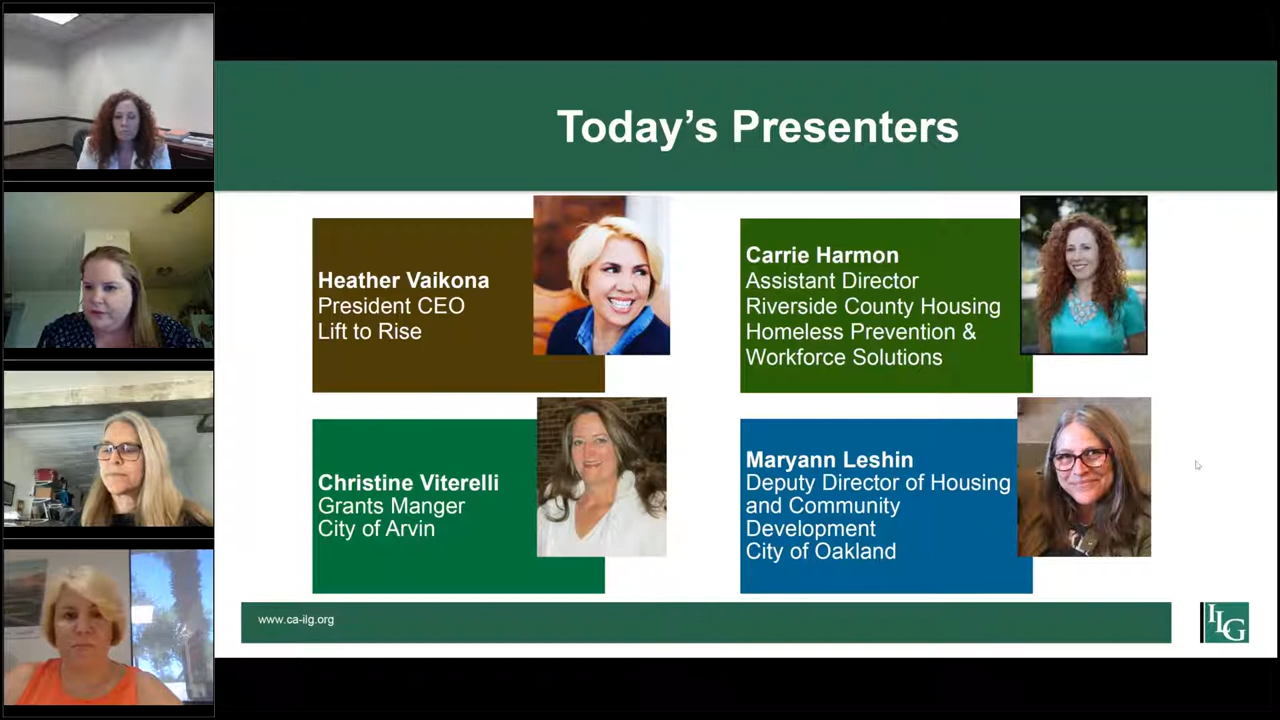 Today's Presenters
Heather Vaikona
President CEO
Lift to Rise
Carrie Harmon
Assistant Director
Riverside County Housing
Homeless Prevention &
Workforce Solutions
Christine Viterelli
Grants Manger
City of Arvin
Maryann Leshin
Deputy Director of Housing
and Community
Development
City of Oakland
www.ca-ilg.org
ILG